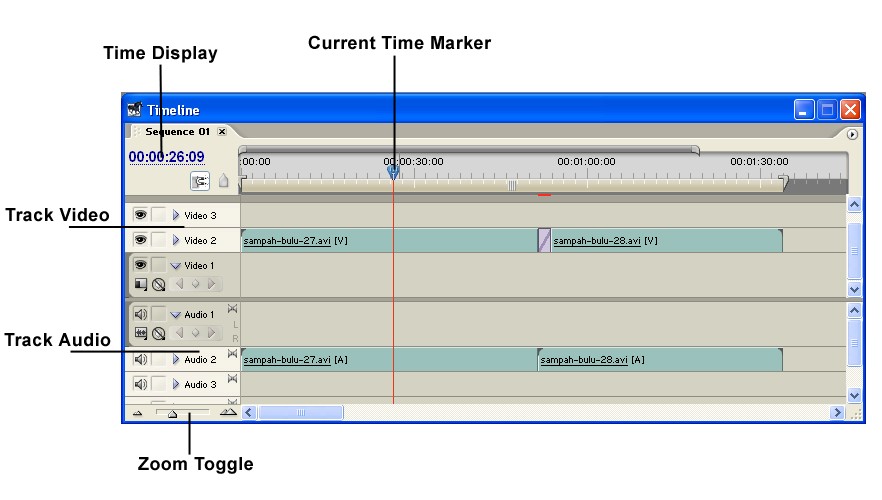 Current Time Marker
Time Display
Timeline
Sequence 01
00:00:26:09
:00:00
00:00:30:00
00:01:00:00
00:01:30:00
Track Video
Video 3
Video 2
sampah-bulu-27.avi [V]
sampah-bulu-28.avi [V]
Video 1
Audio 1
L
R
Track Audio
Audio 2
sampah-bulu-27.avi [A]
sampah-bulu-28.avi [A]
Audio 3
Zoom Toggle